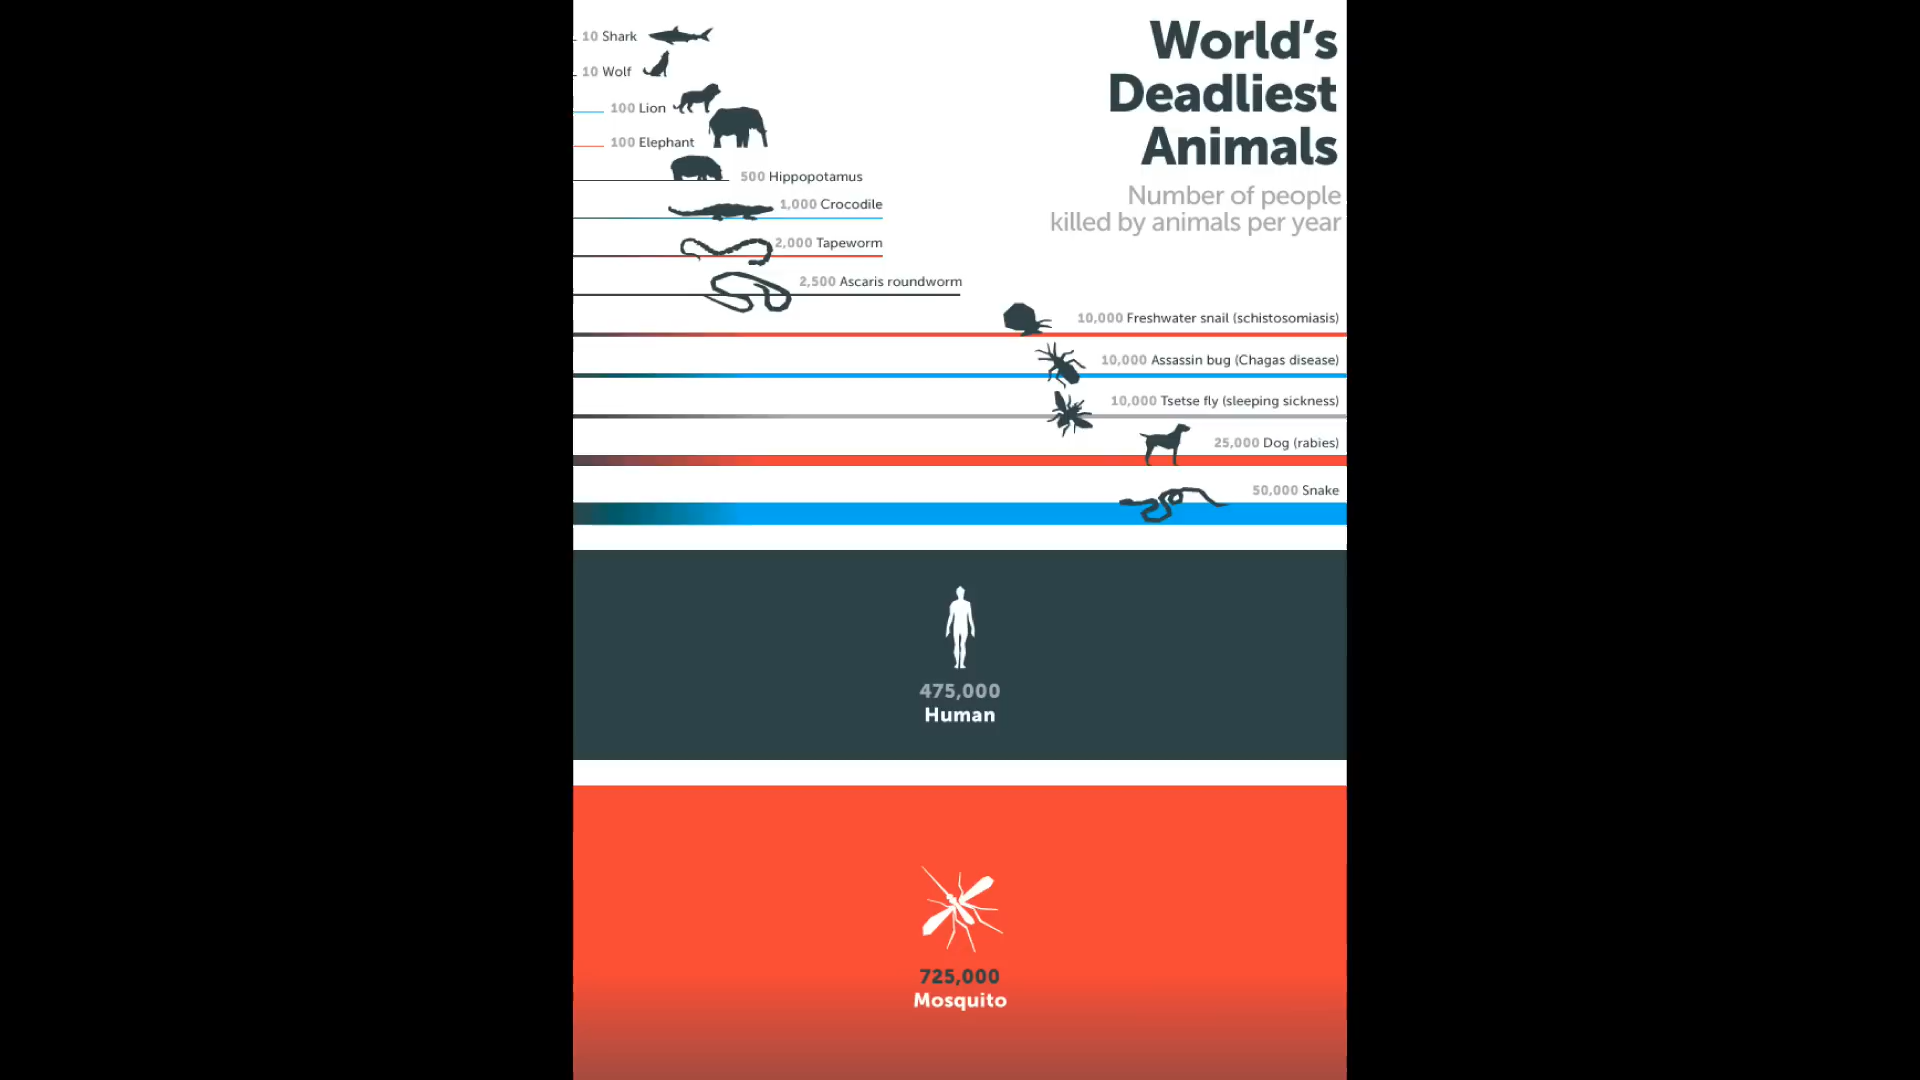 World's
Deadliest
Animals
Number of people
killed by animals per year
10 Shark
10 Wolf
100 Lion
100 Elephant
500 Hippopotamus
1,000 Crocodile
2,000 Tapeworm
2,500 Ascaris roundworm
10,000 Freshwater snail (schistosomiasis)
10,000 Assassin bug (Chagas disease)
10,000 Tsetse fly (sleeping sickness)
25,000 Dog (rabies)
50,000 Snake
475,000
Human
725,000
Mosquito